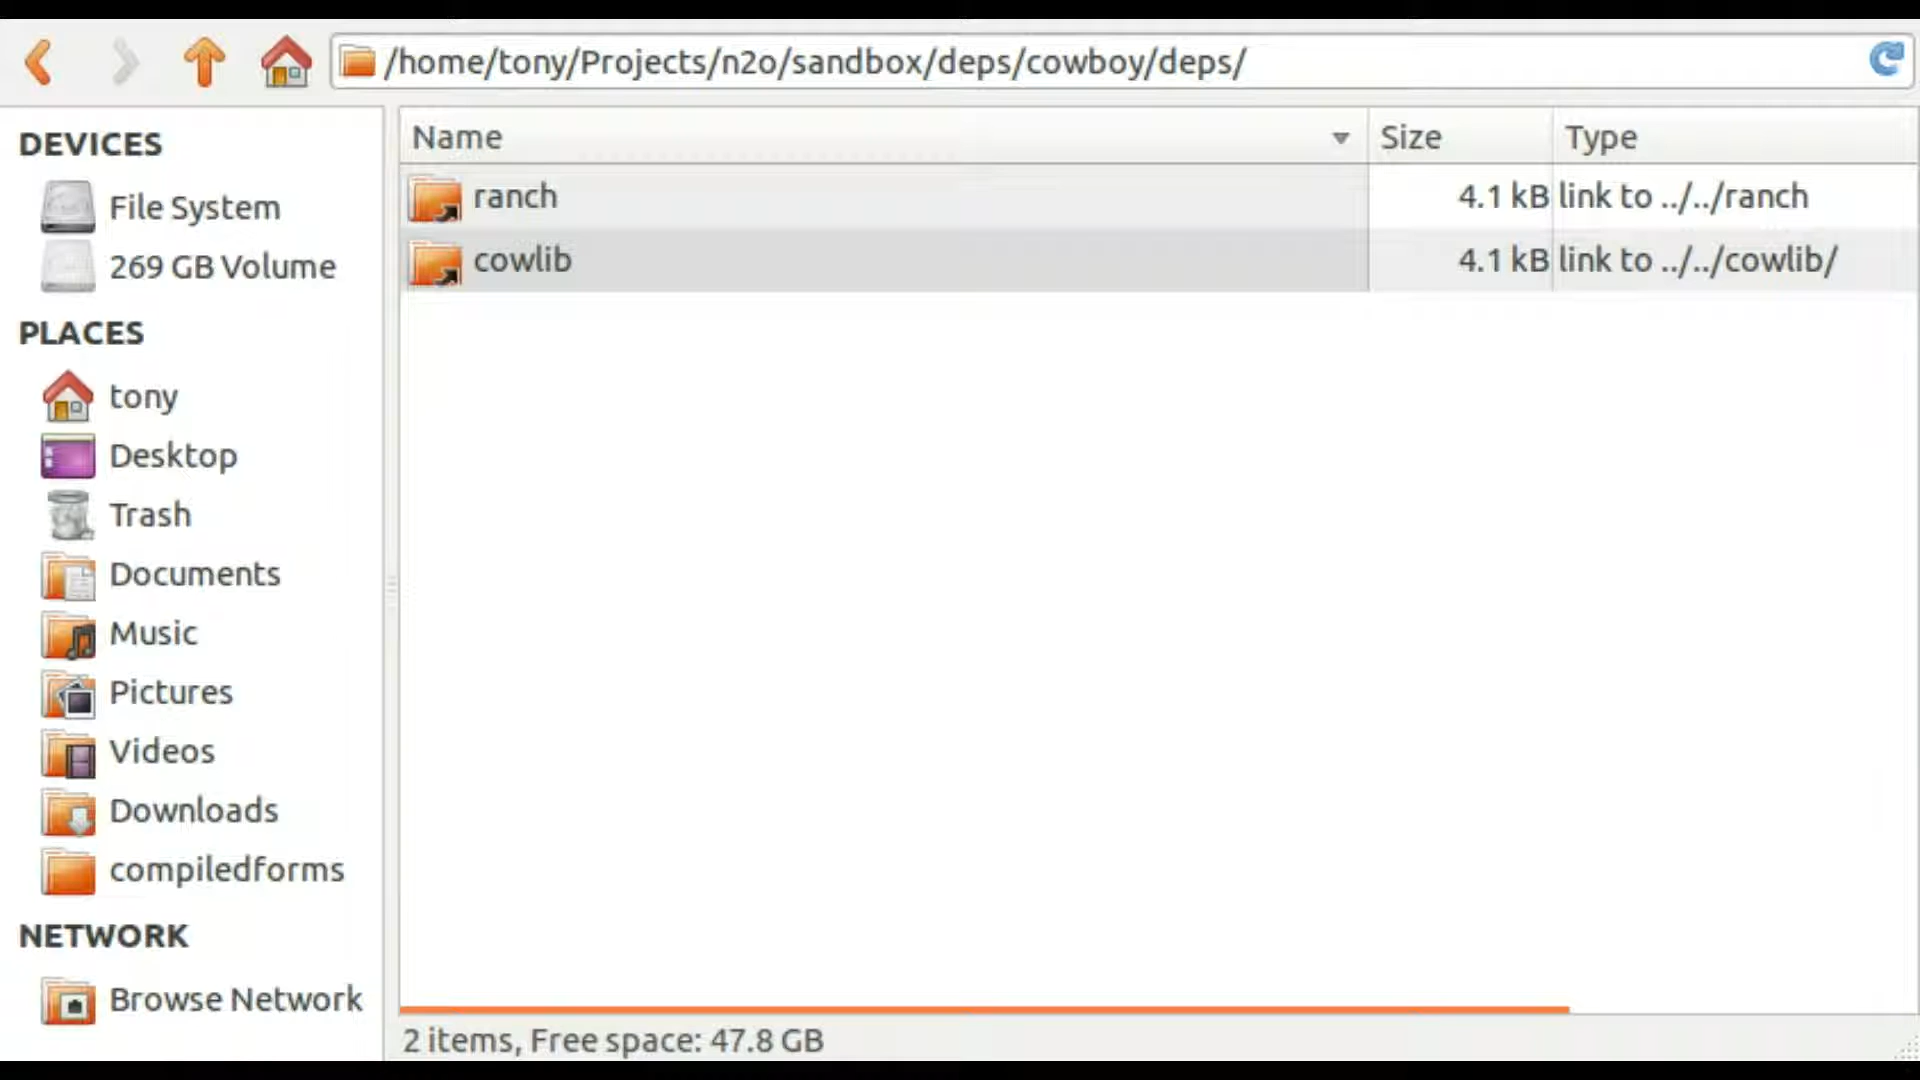 /home/tony/Projects/n2o/sandbox/deps/cowboy/deps/
DEVICES
File System
269 GB Volume
PLACES
tony
Desktop
Trash
Documents
Music
Pictures
Videos
Downloads
compiledforms
NETWORK
Browse Network
Name Size Type
ranch 4.1 kB link to ../../ranch
cowlib 4.1 kB link to ../../cowlib/
2 items, Free space: 47.8 GB